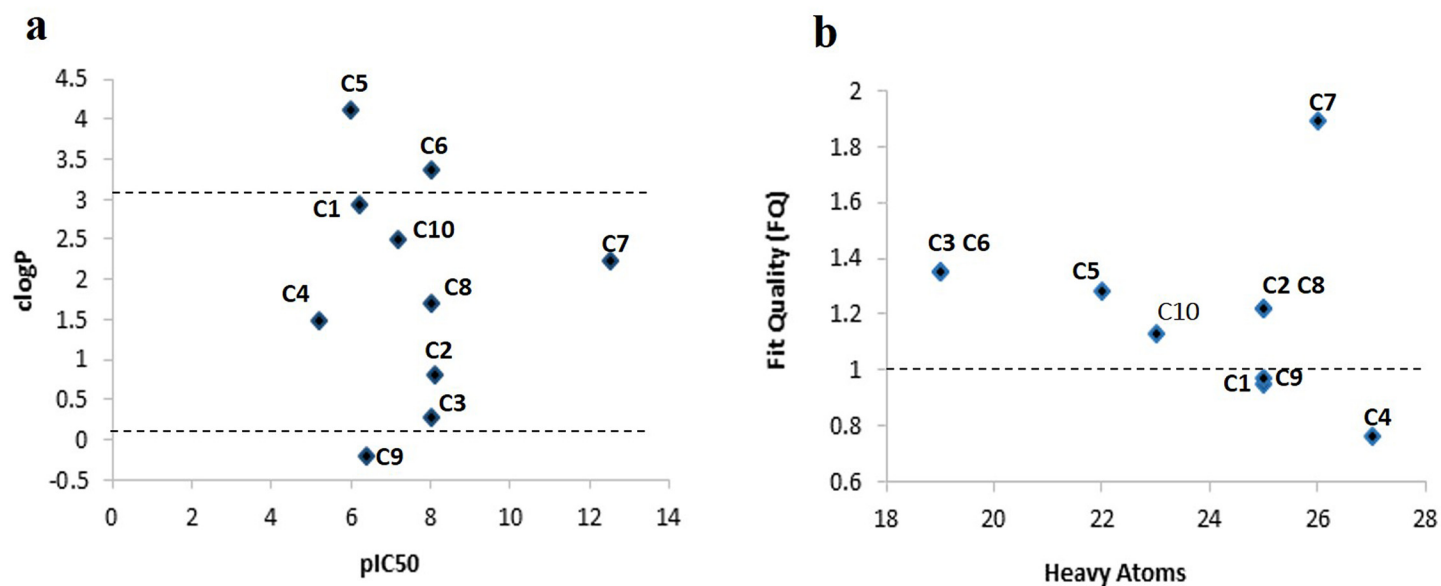 a
4.5
4
3.5
3
2.5
2
1.5
1
0.5
0
-0.5
clogP
C5
C6
C1
C10
C7
C4
C8
C2
C3
C9
0 2 4 6 8 10 12 14
pIC50
b
2
1.8
1.6
1.4
1.2
1
0.8
0.6
Fit Quality (FQ)
C7
C3 C6
C5
C2 C8
C10
C1
C9
C4
18 20 22 24 26 28
Heavy Atoms